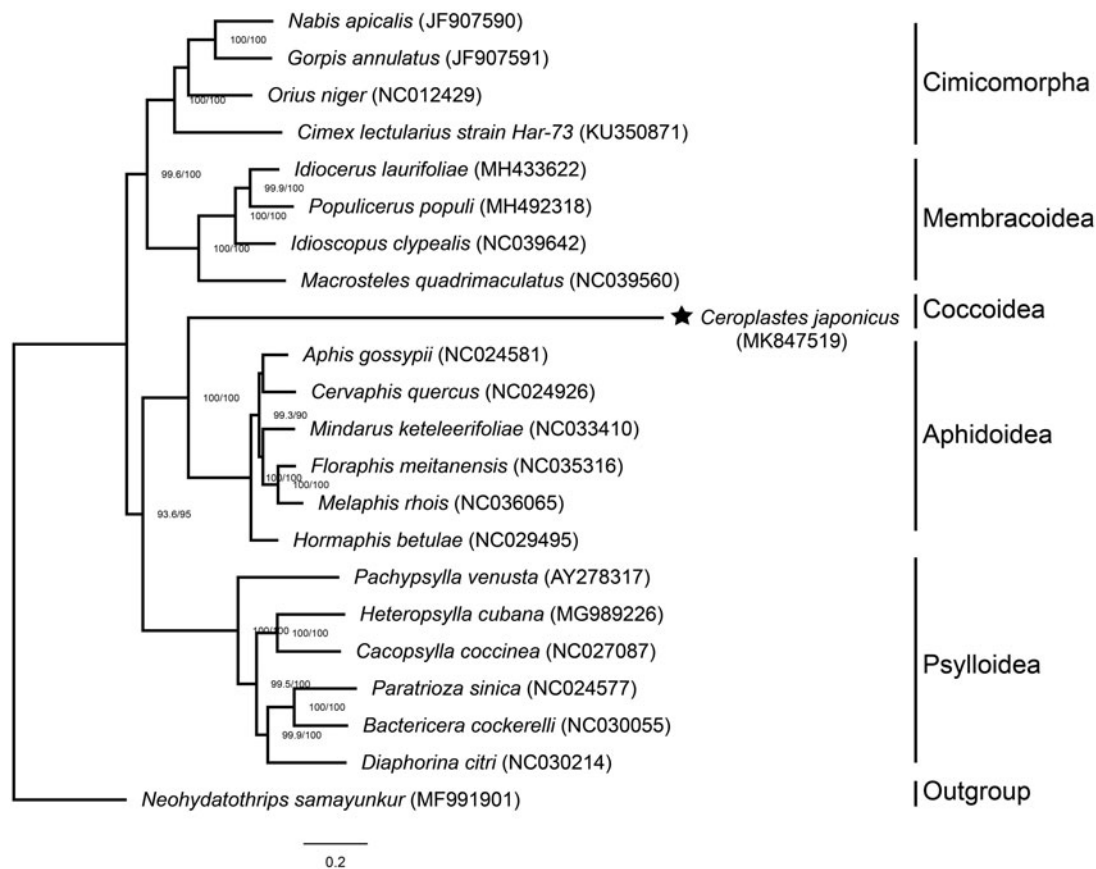 Nabis apicalis (JF907590)
100/100
Gorpis annulatus (JF907591)
Cimicomorpha
Orius niger (NC012429)
100/100
Cimex lectularius strain Har-73 (KU350871)
Idiocerus laurifoliae (MH433622)
99.6/100
99.9/100
Populicerus populi (MH492318)
100/100
Membracoidea
Idioscopus clypealis (NC039642)
100/100
Macrosteles quadrimaculatus (NC039560)
Coccoidea
★ Ceroplastes japonicus
(MK847519)
Aphis gossypii (NC024581)
Cervaphis quercus (NC024926)
100/100
99.3/90
Mindarus keteleerifoliae (NC033410)
Aphidoidea
Floraphis meitanensis (NC035316)
100/100
100/100
Melaphis rhois (NC036065)
93.6/95
Hormaphis betulae (NC029495)
Pachypsylla venusta (AY278317)
Heteropsylla cubana (MG989226)
100/100
100/100
Cacopsylla coccinea (NC027087)
Psylloidea
99.5/100
Paratrioza sinica (NC024577)
100/100
Bactericera cockerelli (NC030055)
99.9/100
Diaphorina citri (NC030214)
Neohydatothrips samayunkur (MF991901)
Outgroup
0.2